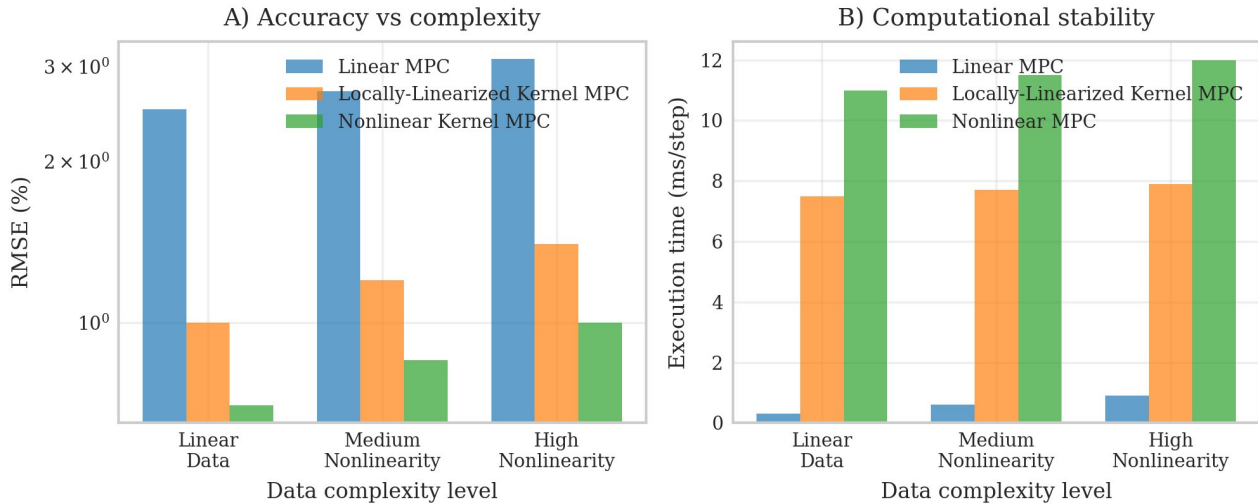 A) Accuracy vs complexity
3 × 10⁰
2 × 10⁰
10⁰
RMSE (%)
Linear MPC
Locally-Linearized Kernel MPC
Nonlinear Kernel MPC
Linear
Data
Medium
Nonlinearity
High
Nonlinearity
Data complexity level
B) Computational stability
12
10
8
6
4
2
0
Execution time (ms/step)
Linear MPC
Locally-Linearized Kernel MPC
Nonlinear MPC
Linear
Data
Medium
Nonlinearity
High
Nonlinearity
Data complexity level